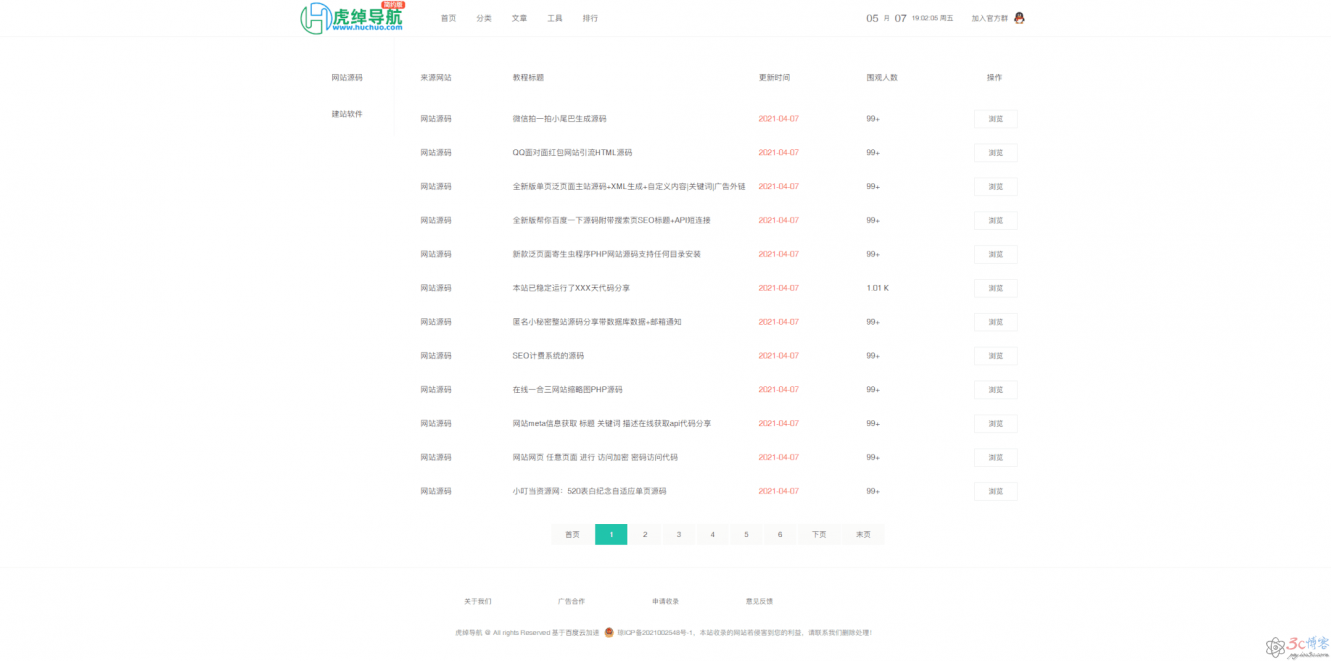 虎绰导航 简约版
www.huchuo.com
首页 分类 文章 工具 排行 05 月 07 19:02:05 周五 加入官方群
网站源码 来源网站 教程标题 更新时间 围观人数 操作
建站软件
网站源码 微信拍一拍小尾巴生成源码 2021-04-07 99+ 浏览
网站源码 QQ面对面红包网站引流HTML源码 2021-04-07 99+ 浏览
网站源码 全新版单页泛页面主站源码+XML生成+自定义内容|关键词|广告外链 2021-04-07 99+ 浏览
网站源码 全新版帮你百度一下源码附带搜索页SEO标题+API短连接 2021-04-07 99+ 浏览
网站源码 新款泛页面寄生虫程序PHP网站源码支持任何目录安装 2021-04-07 99+ 浏览
网站源码 本站已稳定运行了XXX天代码分享 2021-04-07 1.01 K 浏览
网站源码 匿名小秘密整站源码分享带数据库数据+邮箱通知 2021-04-07 99+ 浏览
网站源码 SEO计费系统的源码 2021-04-07 99+ 浏览
网站源码 在线一合三网站缩略图PHP源码 2021-04-07 99+ 浏览
网站源码 网站meta信息获取 标题 关键词 描述在线获取api代码分享 2021-04-07 99+ 浏览
网站源码 网站网页 任意页面 进行 访问加密 密码访问代码 2021-04-07 99+ 浏览
网站源码 小叮当资源网：520表白纪念自适应单页源码 2021-04-07 99+ 浏览
首页 1 2 3 4 5 6 下页 末页
关于我们 广告合作 申请收录 意见反馈
虎绰导航 @ All rights Reserved 基于百度云加速 琼ICP备2021002548号-1，本站收录的网站若侵害到您的利益，请联系我们删除处理！
3c博客